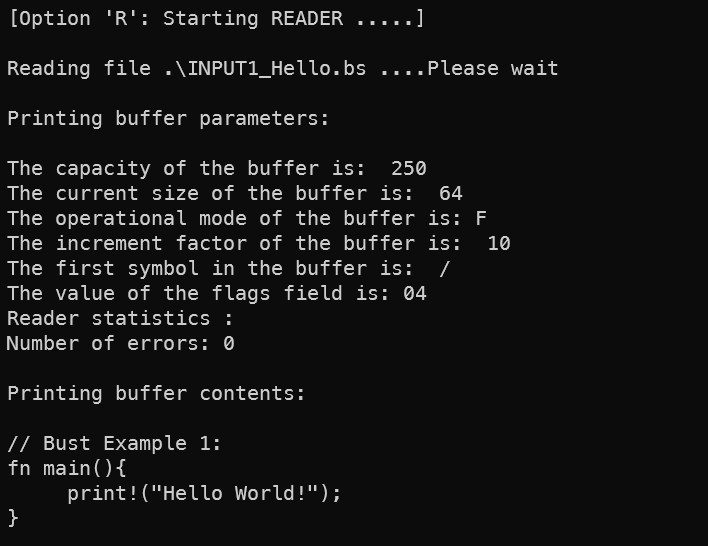 [Option 'R': Starting READER .....]
Reading file .\INPUT1_Hello.bs ....Please wait
Printing buffer parameters:
The capacity of the buffer is:  250
The current size of the buffer is:  64
The operational mode of the buffer is: F
The increment factor of the buffer is:  10
The first symbol in the buffer is:  /
The value of the flags field is: 04
Reader statistics :
Number of errors: 0
Printing buffer contents:
// Bust Example 1:
fn main(){
     print!("Hello World!");
}